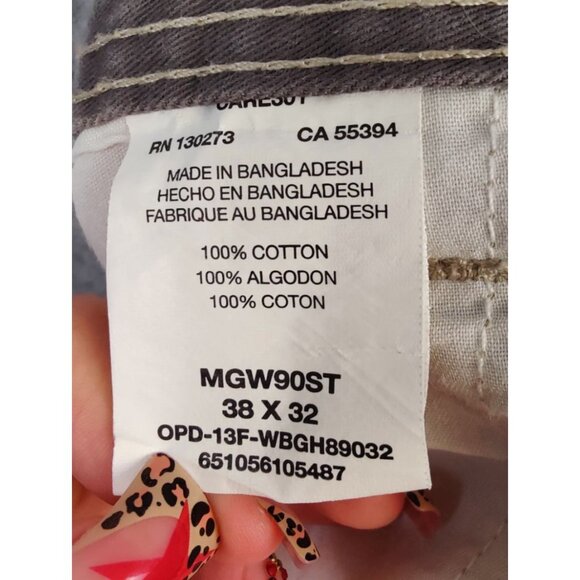 CARE301
RN 130273 CA 55394
MADE IN BANGLADESH
HECHO EN BANGLADESH
FABRIQUE AU BANGLADESH
100% COTTON
100% ALGODON
100% COTON
MGW90ST
38 X 32
OPD-13F-WBGH89032
651056105487